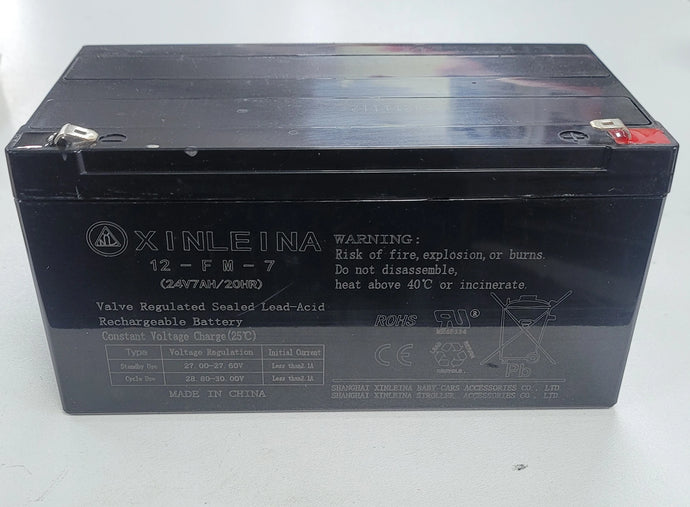 XINLEINA
12-FM-7
(24V7AH/20HR)
Valve Regulated Sealed Lead-Acid
Rechargeable Battery
Constant Voltage Charge(25℃)
Type Voltage Regulation Initial Current
Standby Use 27.00-27.60V Less than2.1A
Cycle Use 28.80-30.00V Less than2.1A
MADE IN CHINA
WARNING:
Risk of fire, explosion, or burns.
Do not disassemble,
heat above 40℃ or incinerate.
ROHS ®
CE
Pb
SHANGHAI XINLEINA BABY-CARS ACCESSORIES CO., LTD
SHANGHAI XINLEINA STROLLER, ACCESSORIES CO., LTD